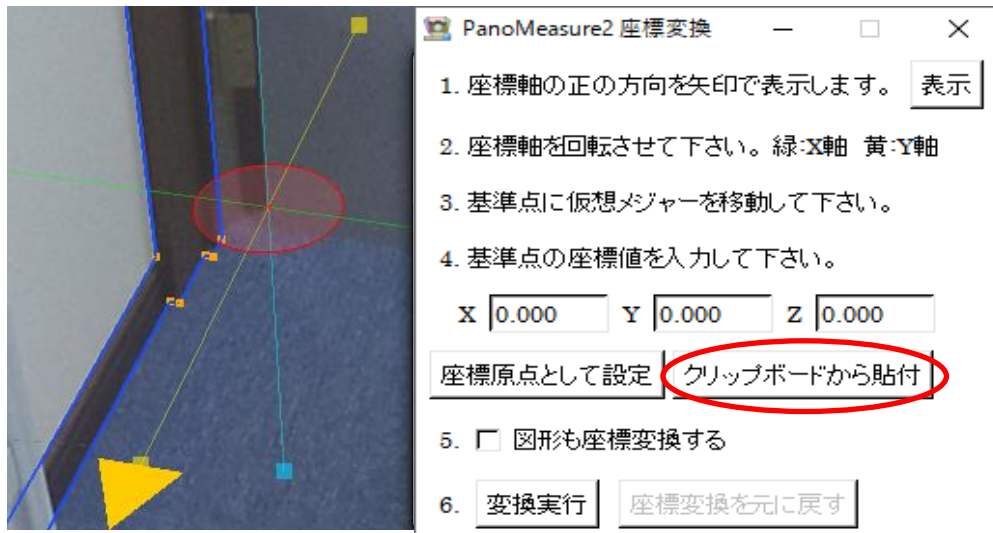 PanoMeasure2 座標変換
1. 座標軸の正の方向を矢印で表示します。 表示
2. 座標軸を回転させて下さい。緑:X軸 黄:Y軸
3. 基準点に仮想メジャーを移動して下さい。
4. 基準点の座標値を入力して下さい。
X 0.000 Y 0.000 Z 0.000
座標原点として設定 クリップボードから貼付
5. 図形も座標変換する
6. 変換実行 座標変換を元に戻す